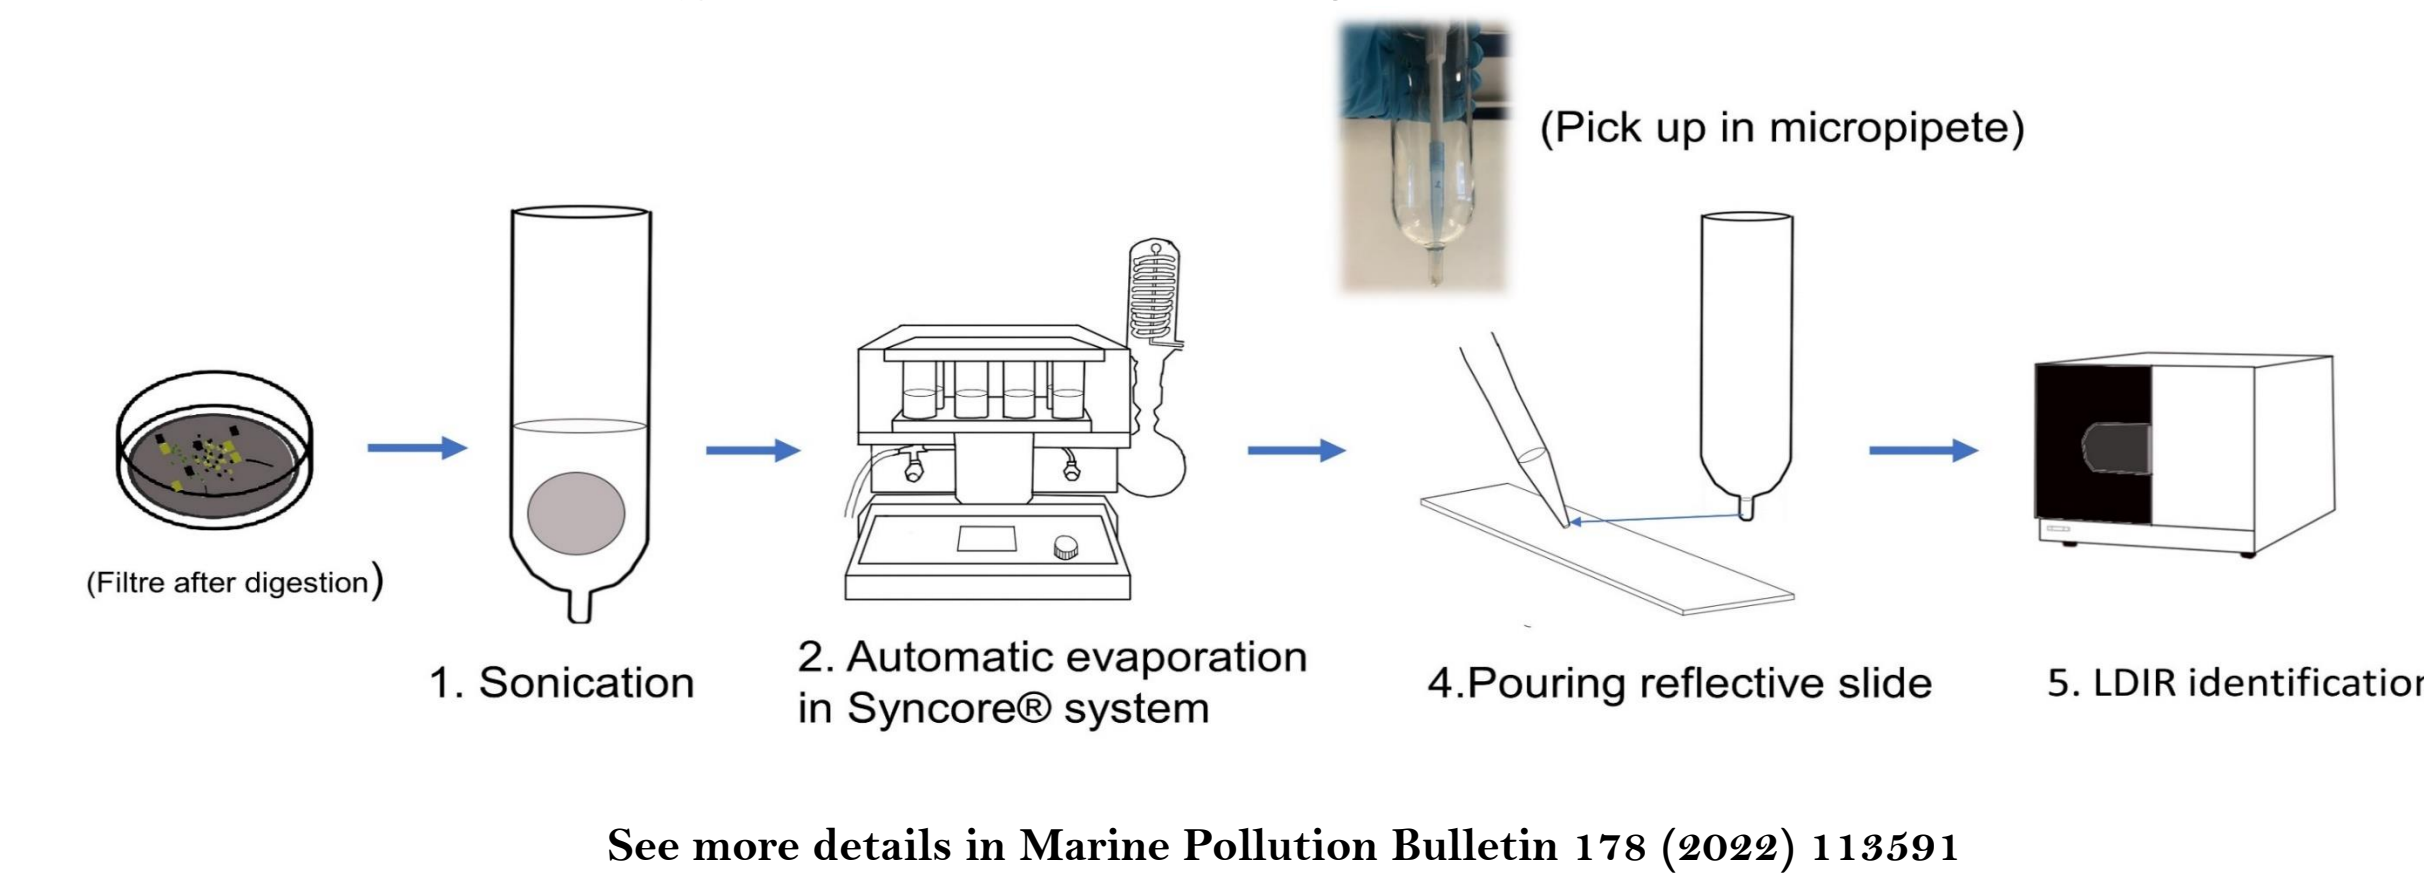 (Pick up in micropipete)
(Filtre after digestion)
1. Sonication
2. Automatic evaporation
in Syncore® system
4.Pouring reflective slide
5. LDIR identification
See more details in Marine Pollution Bulletin 178 (2022) 113591